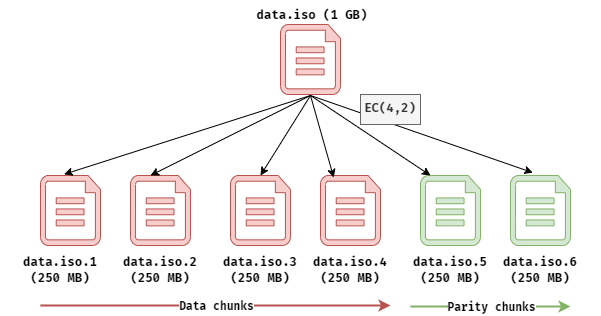 data.iso (1 GB)
EC(4,2)
data.iso.1
(250 MB)
data.iso.2
(250 MB)
data.iso.3
(250 MB)
data.iso.4
(250 MB)
data.iso.5
(250 MB)
data.iso.6
(250 MB)
Data chunks
Parity chunks